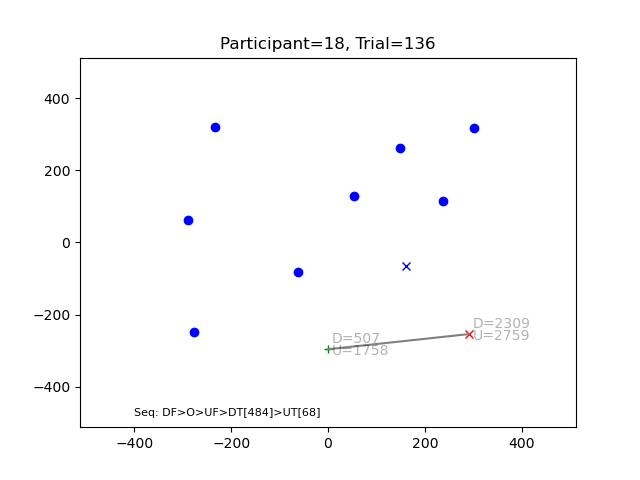 Participant=18, Trial=136
400
200
0
−200
−400
D=2309
U=2759
D=507
U=1758
Seq: DF>O>UF>DT[484]>UT[68]
−400 −200 0 200 400